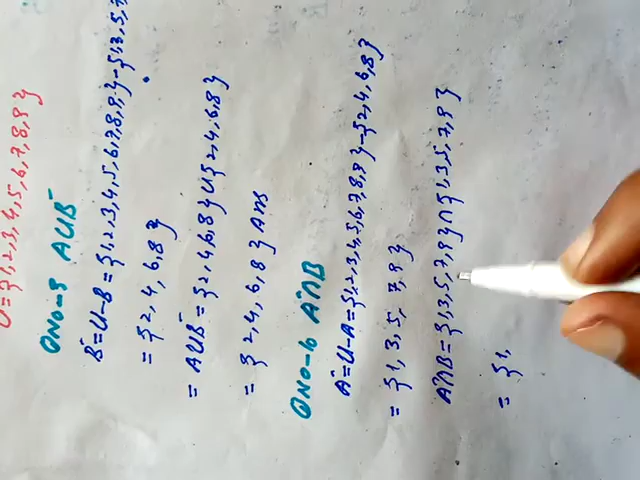 U={1,2,3,4,5,6,7,8,9}
QNo-5 AUB̄
B̄=U-B={1,2,3,4,5,6,7,8,9}-{1,3,5,7
={2,4,6,8}
=AUB̄={2,4,6,8}U{2,4,6,8}
={2,4,6,8} Ans
QNo-6 Ā∩B
Ā=U-A={1,2,3,4,5,6,7,8,9}-{2,4,6,8}
={1,3,5,7,9}
Ā∩B={1,3,5,7,9}∩{1,3,5,7,9}
={1,